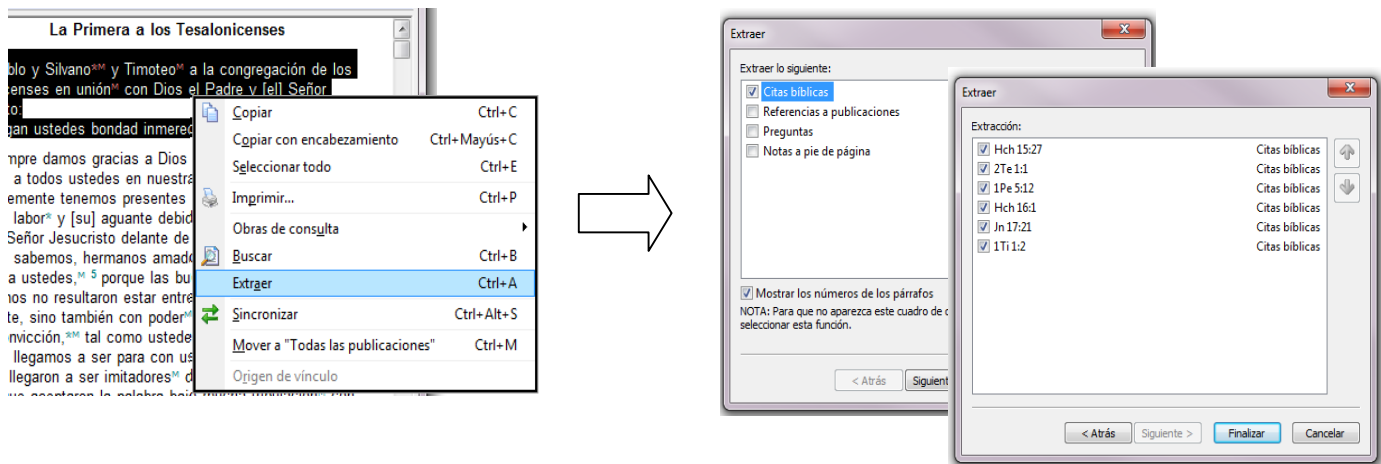 La Primera a los Tesalonicenses
blo y Silvano*M y TimoteoM a la congregación de los
censes en uniónM con Dios el Padre y [el] Señor
to:
gan ustedes bondad inmerec
mpre damos gracias a Dios
a todos ustedes en nuestra
emente tenemos presentes
labor* y [su] aguante debid
Señor Jesucristo delante de
sabemos, hermanos amado
a ustedes,M 5 porque las bu
nos no resultaron estar entre
te, sino también con poderM
nvicción,*M tal como ustede
llegamos a ser para con us
llegaron a ser imitadoresM d
Copiar Ctrl+C
Copiar con encabezamiento Ctrl+Mayús+C
Seleccionar todo Ctrl+E
Imprimir... Ctrl+P
Obras de consulta
Buscar Ctrl+B
Extraer Ctrl+A
Sincronizar Ctrl+Alt+S
Mover a "Todas las publicaciones" Ctrl+M
Origen de vínculo
Extraer
Extraer lo siguiente:
Citas bíblicas
Referencias a publicaciones
Preguntas
Notas a pie de página
Mostrar los números de los párrafos
NOTA: Para que no aparezca este cuadro de
seleccionar esta función.
< Atrás Siguient
Extraer
Extracción:
Hch 15:27 Citas bíblicas
2Te 1:1 Citas bíblicas
1Pe 5:12 Citas bíblicas
Hch 16:1 Citas bíblicas
Jn 17:21 Citas bíblicas
1Ti 1:2 Citas bíblicas
< Atrás Siguiente > Finalizar Cancelar